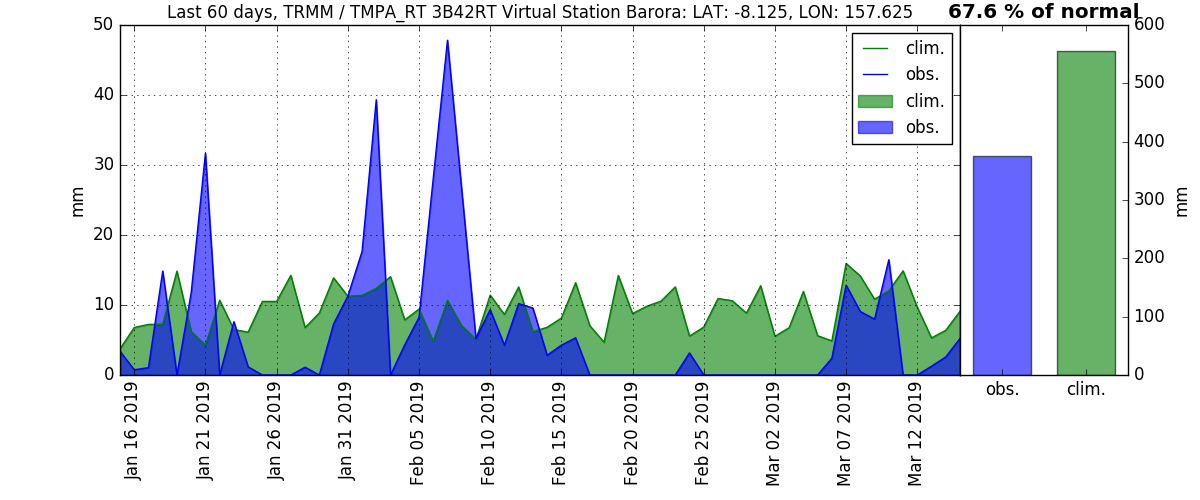 Last 60 days, TRMM / TMPA_RT 3B42RT Virtual Station Barora: LAT: -8.125, LON: 157.625
67.6 % of normal
50
40
30
20
10
0
mm
clim.
obs.
clim.
obs.
600
500
400
300
200
100
0
mm
obs.
clim.
Jan 16 2019
Jan 21 2019
Jan 26 2019
Jan 31 2019
Feb 05 2019
Feb 10 2019
Feb 15 2019
Feb 20 2019
Feb 25 2019
Mar 02 2019
Mar 07 2019
Mar 12 2019